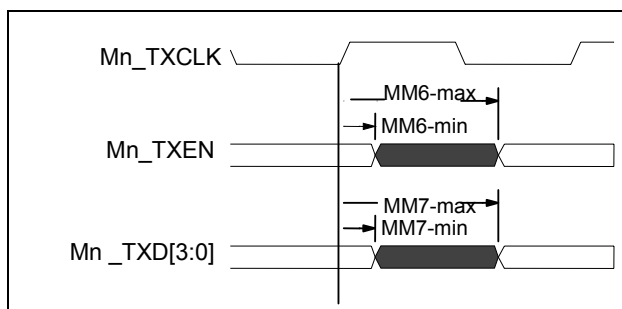 Mn_TXCLK
MM6-max
MM6-min
Mn_TXEN
MM7-max
MM7-min
Mn _TXD[3:0]